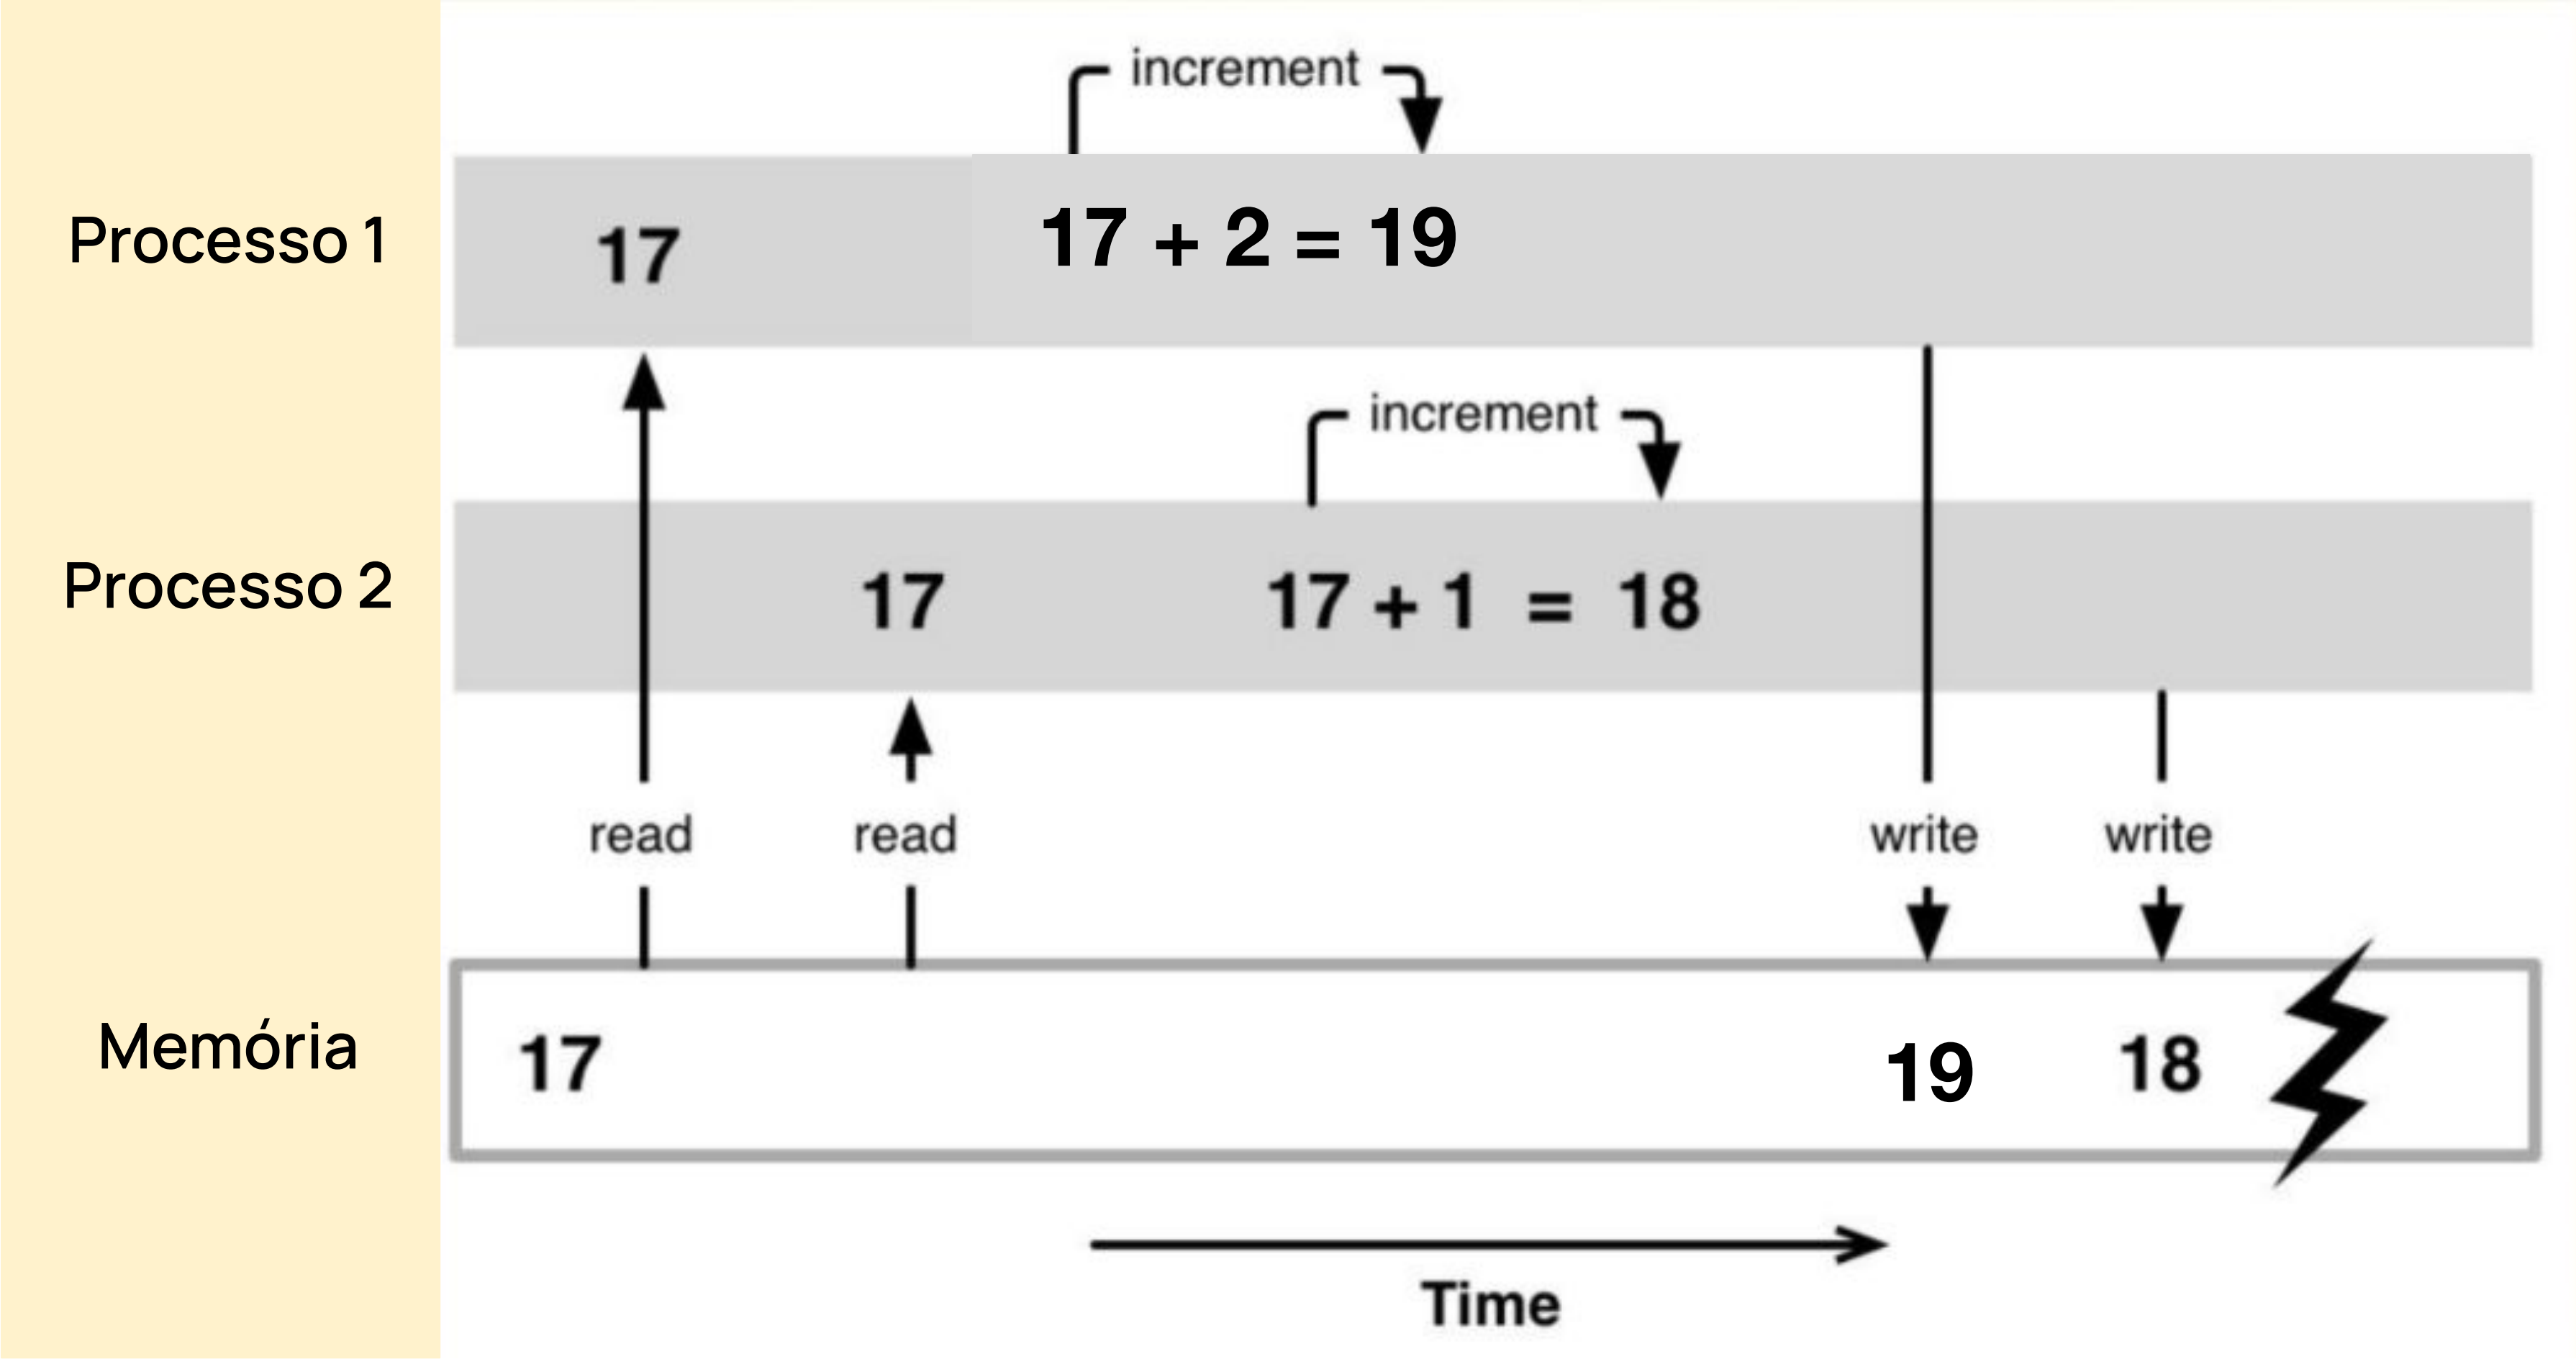 increment
Processo 1
17
17 + 2 = 19
increment
Processo 2
17
17 + 1 = 18
read
read
write
write
Memória
17
19
18
Time